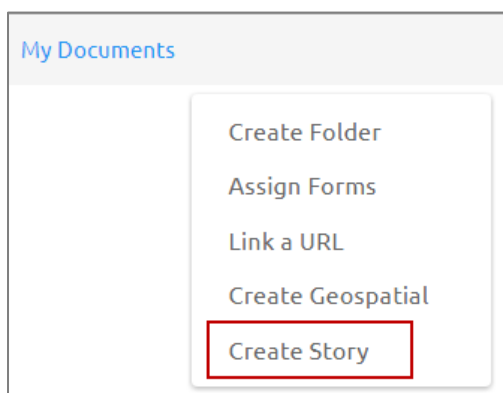 My Documents
Create Folder
Assign Forms
Link a URL
Create Geospatial
Create Story